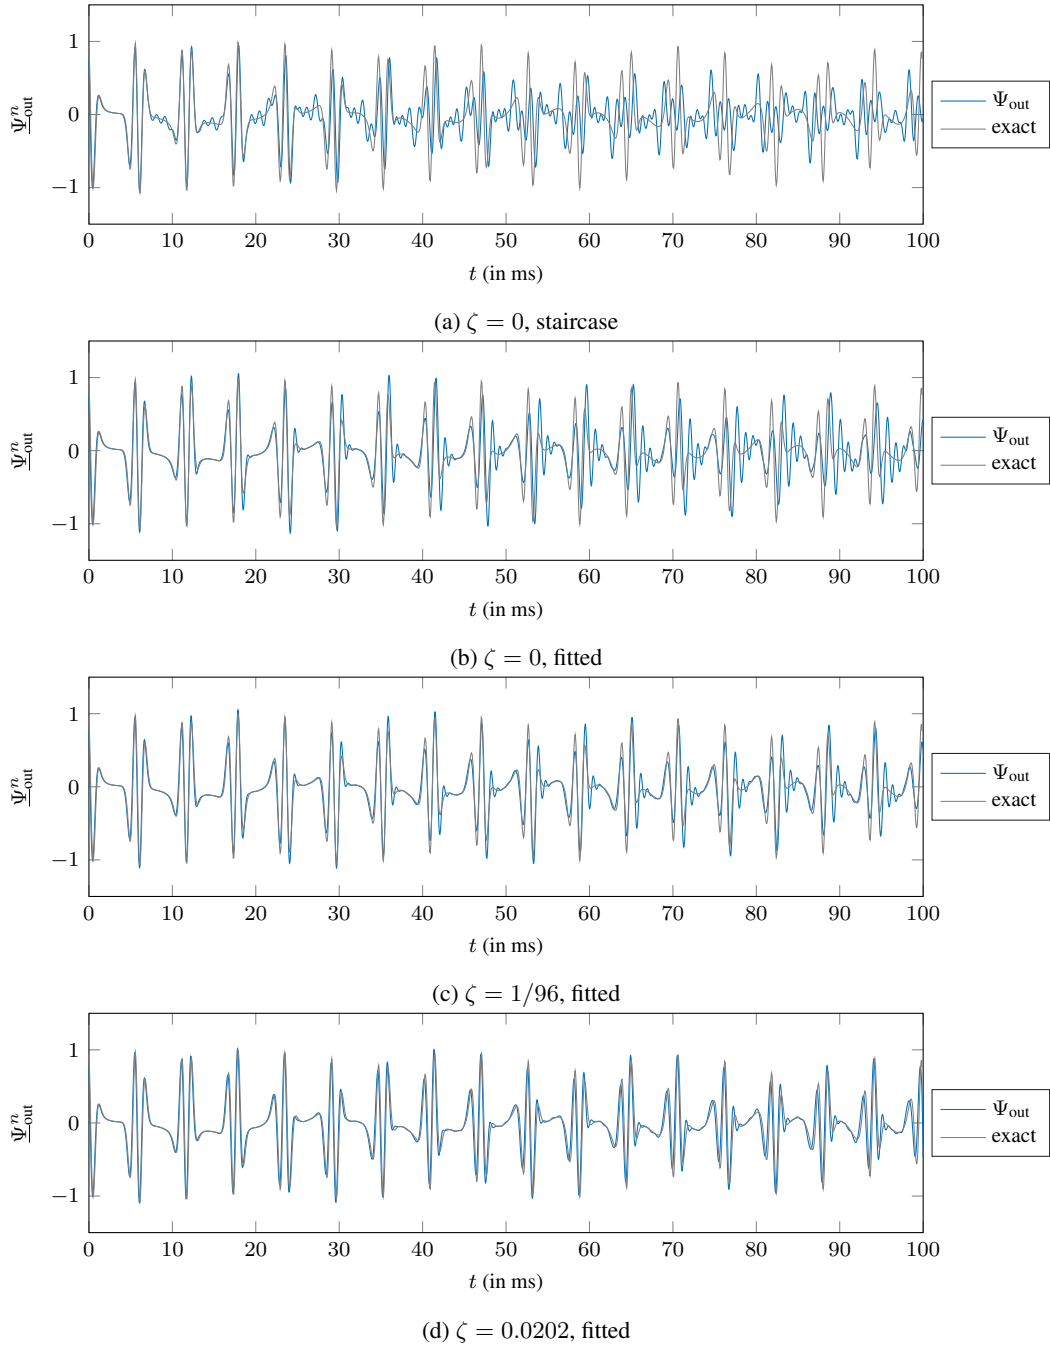 1
0
−1
Ψⁿout
0 10 20 30 40 50 60 70 80 90 100
t (in ms)
Ψout
exact
(a) ζ = 0, staircase
1
0
−1
Ψⁿout
0 10 20 30 40 50 60 70 80 90 100
t (in ms)
Ψout
exact
(b) ζ = 0, fitted
1
0
−1
Ψⁿout
0 10 20 30 40 50 60 70 80 90 100
t (in ms)
Ψout
exact
(c) ζ = 1/96, fitted
1
0
−1
Ψⁿout
0 10 20 30 40 50 60 70 80 90 100
t (in ms)
Ψout
exact
(d) ζ = 0.0202, fitted